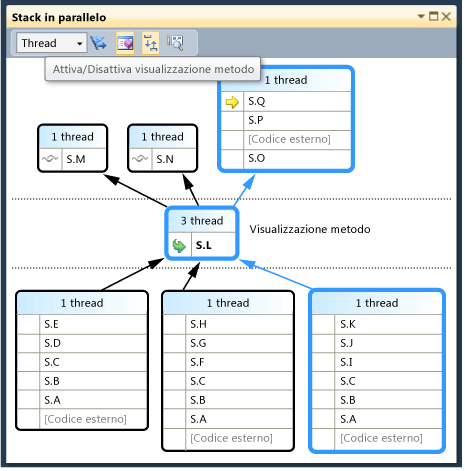 Stack in parallelo
Thread
Attiva/Disattiva visualizzazione metodo
1 thread
S.Q
S.P
[Codice esterno]
S.O
1 thread
S.M
1 thread
S.N
3 thread
S.L
Visualizzazione metodo
1 thread
S.E
S.D
S.C
S.B
S.A
[Codice esterno]
1 thread
S.H
S.G
S.F
S.C
S.B
S.A
[Codice esterno]
1 thread
S.K
S.J
S.I
S.C
S.B
S.A
[Codice esterno]